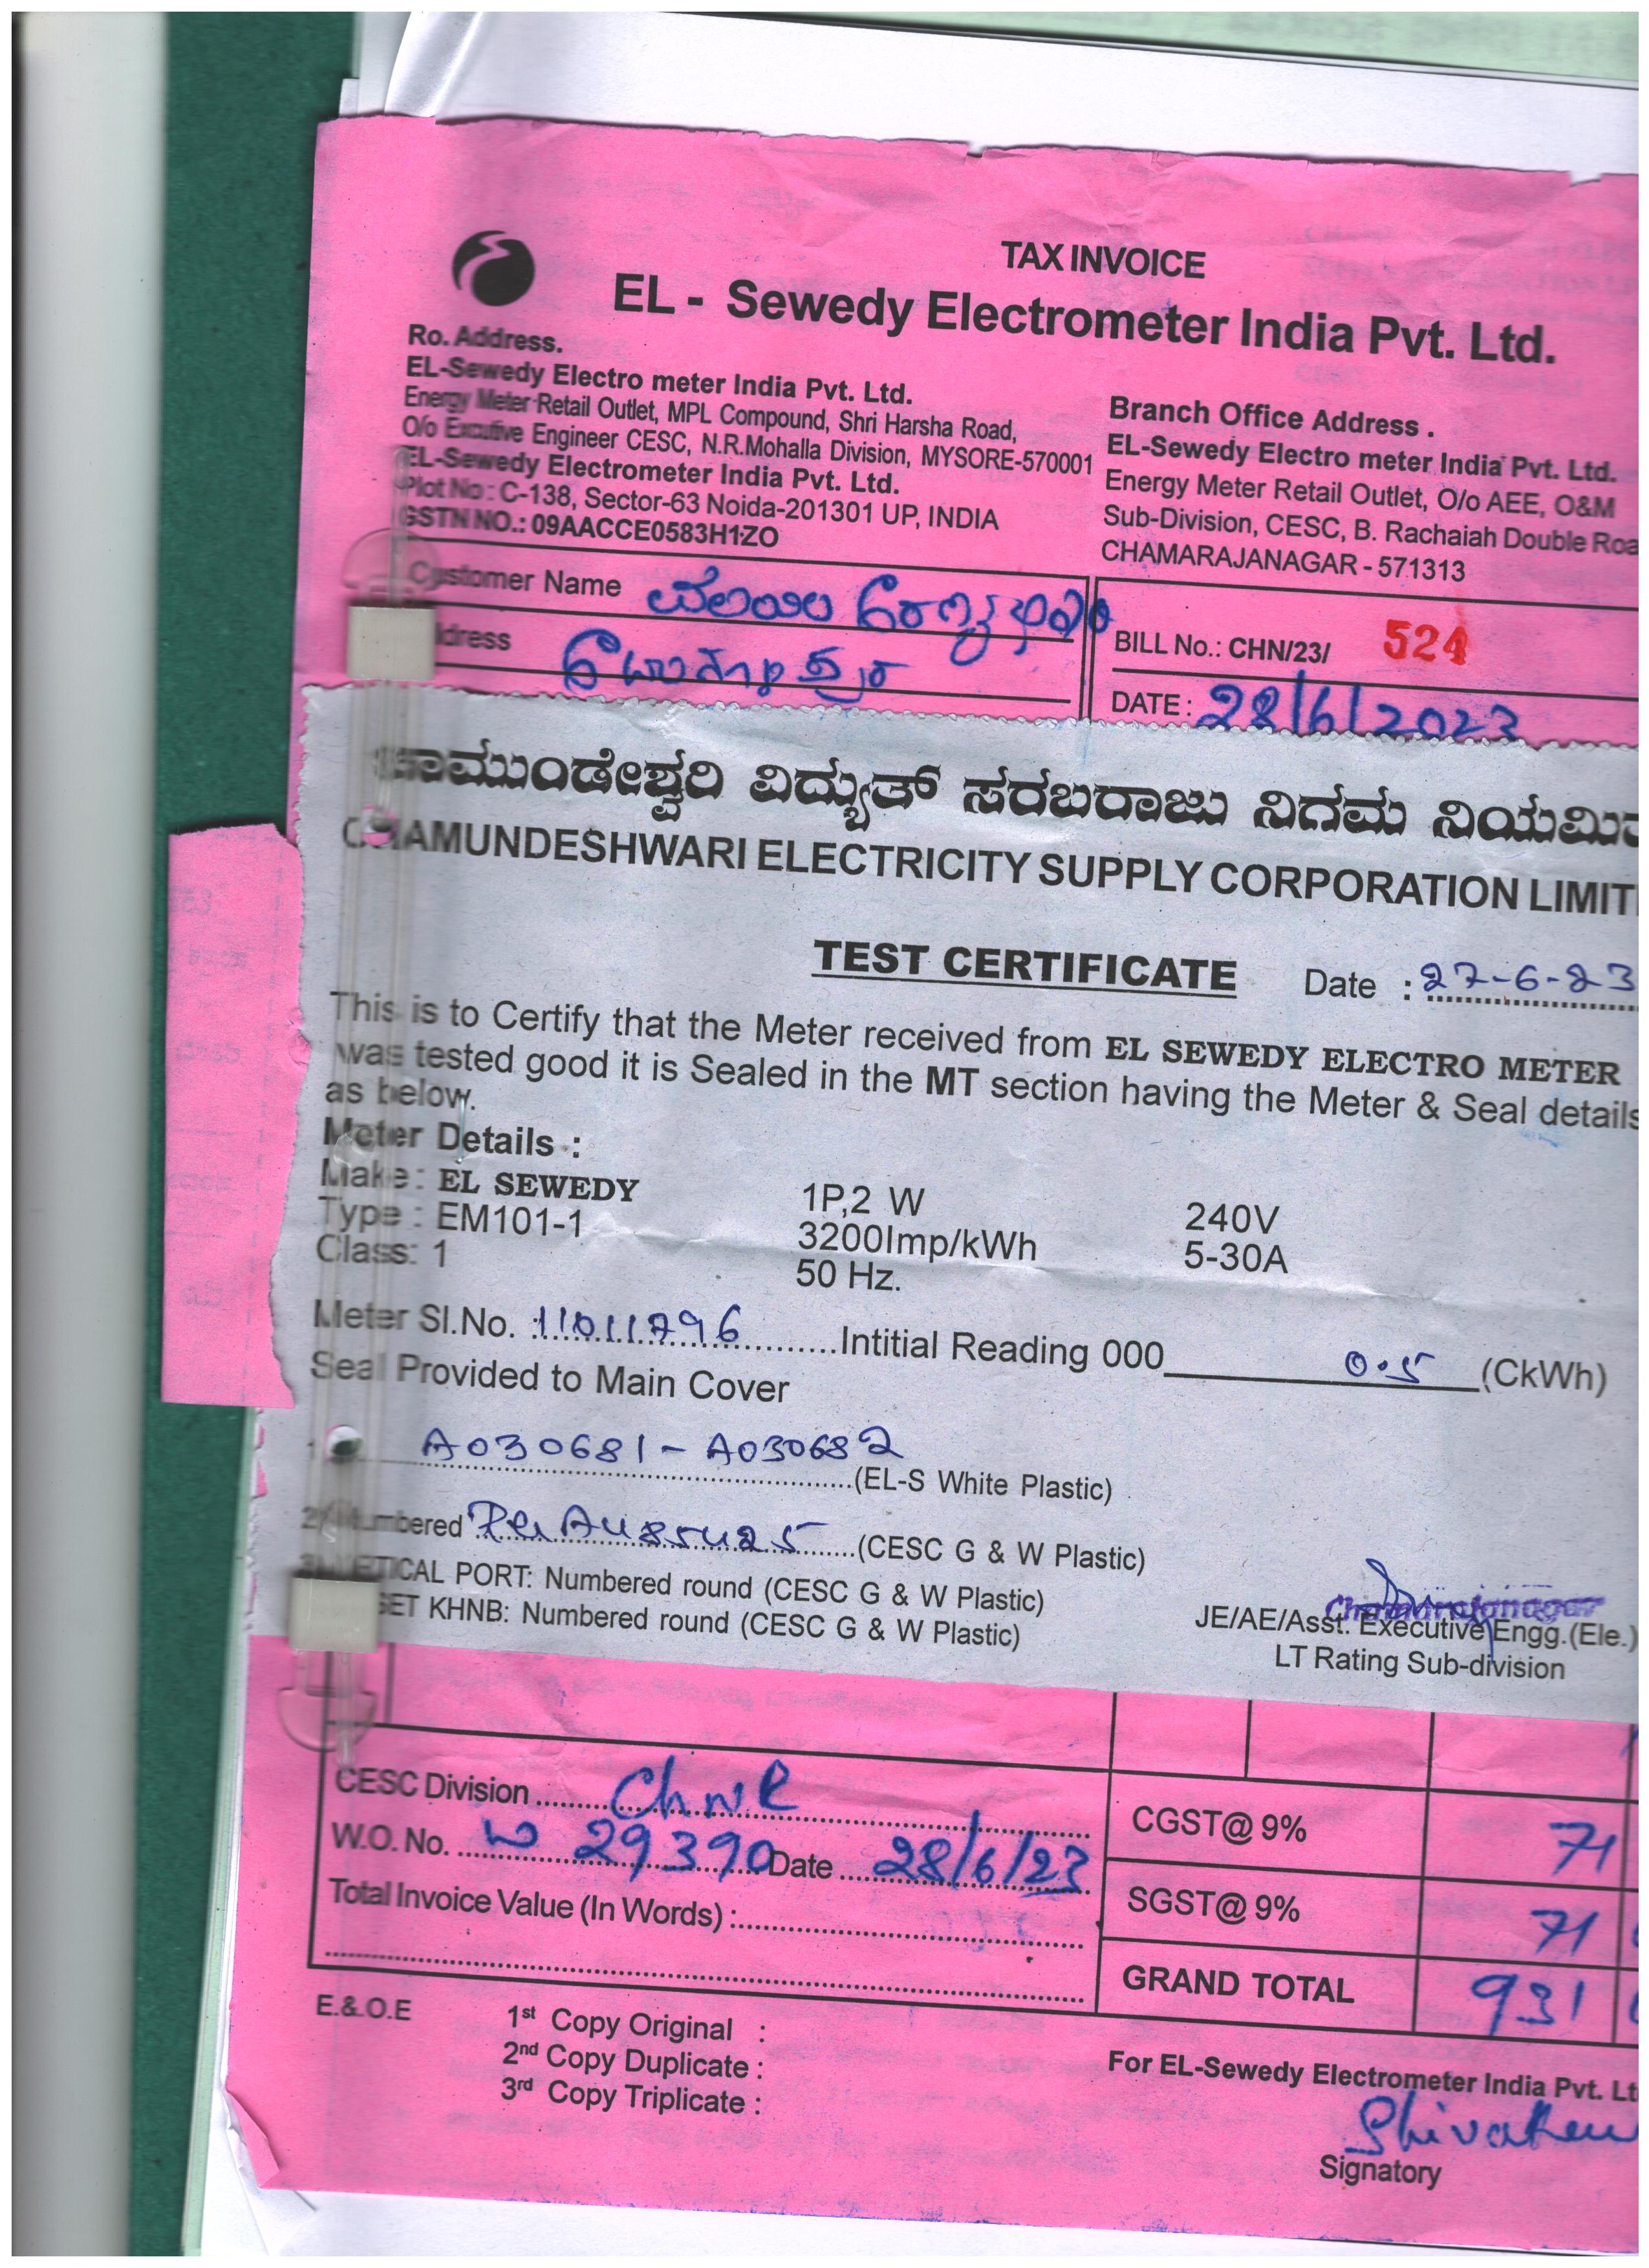 TAX INVOICE
EL - Sewedy Electrometer India Pvt. Ltd.
Ro. Address.
EL-Sewedy Electro meter India Pvt. Ltd.
Energy Meter Retail Outlet, MPL Compound, Shri Harsha Road,
O/o Excutive Engineer CESC, N.R.Mohalla Division, MYSORE-570001
EL-Sewedy Electrometer India Pvt. Ltd.
Plot No : C-138, Sector-63 Noida-201301 UP, INDIA
GSTN NO.: 09AACCE0583H1ZO
Branch Office Address .
EL-Sewedy Electro meter India Pvt. Ltd.
Energy Meter Retail Outlet, O/o AEE, O&M
Sub-Division, CESC, B. Rachaiah Double Roa
CHAMARAJANAGAR - 571313
Customer Name
dress
BILL No.: CHN/23/ 524
DATE : 28/6/2023
ಚಾಮುಂಡೇಶ್ವರಿ ವಿದ್ಯುತ್ ಸರಬರಾಜು ನಿಗಮ ನಿಯಮಿತ
CHAMUNDESHWARI ELECTRICITY SUPPLY CORPORATION LIMIT
TEST CERTIFICATE Date : 27-6-23
This is to Certify that the Meter received from EL SEWEDY ELECTRO METER
was tested good it is Sealed in the MT section having the Meter & Seal details
as below.
Meter Details :
Make : EL SEWEDY 1P,2 W 240V
Type : EM101-1 3200Imp/kWh 5-30A
Class: 1 50 Hz.
Meter Sl.No. 11011796 Intitial Reading 000 0.5 (CkWh)
Seal Provided to Main Cover
A030681 - A030682 (EL-S White Plastic)
2) Numbered (CESC G & W Plastic)
TICAL PORT: Numbered round (CESC G & W Plastic)
SET KHNB: Numbered round (CESC G & W Plastic)
Chamarajanagar
JE/AE/Asst. Executive Engg.(Ele.)
LT Rating Sub-division
CESC Division ChNR
W.O. No. 29390 Date 28/6/23
Total Invoice Value (In Words) :
CGST@ 9% 71
SGST@ 9% 71
GRAND TOTAL 931
E.& O.E
1st Copy Original :
2nd Copy Duplicate :
3rd Copy Triplicate :
For EL-Sewedy Electrometer India Pvt. Lt
Signatory